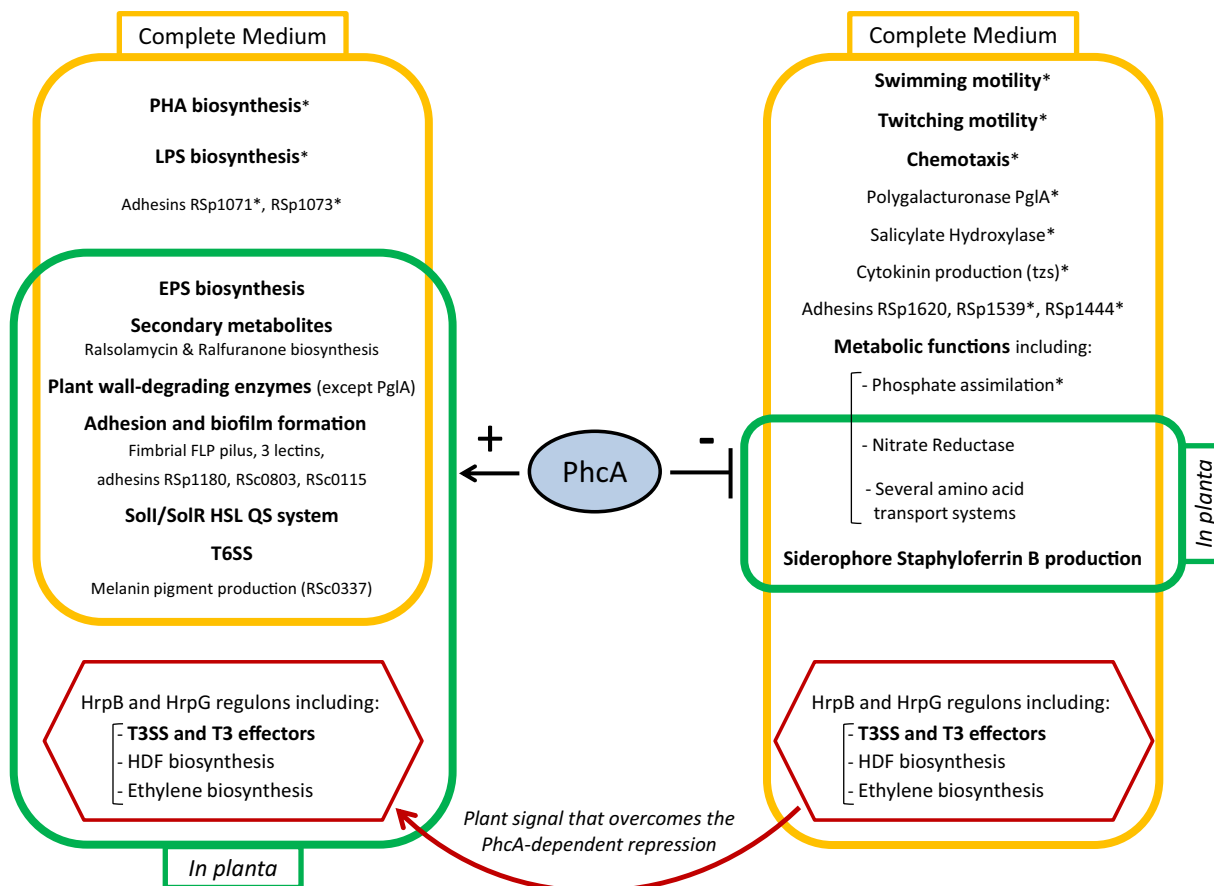 Complete Medium
PHA biosynthesis*
LPS biosynthesis*
Adhesins RSp1071*, RSp1073*
EPS biosynthesis
Secondary metabolites
Ralsolamycin & Ralfuranone biosynthesis
Plant wall-degrading enzymes (except PglA)
Adhesion and biofilm formation
Fimbrial FLP pilus, 3 lectins,
adhesins RSp1180, RSc0803, RSc0115
SolI/SolR HSL QS system
T6SS
Melanin pigment production (RSc0337)
HrpB and HrpG regulons including:
- T3SS and T3 effectors
- HDF biosynthesis
- Ethylene biosynthesis
In planta
+
PhcA
-
Plant signal that overcomes the
PhcA-dependent repression
Complete Medium
Swimming motility*
Twitching motility*
Chemotaxis*
Polygalacturonase PglA*
Salicylate Hydroxylase*
Cytokinin production (tzs)*
Adhesins RSp1620, RSp1539*, RSp1444*
Metabolic functions including:
- Phosphate assimilation*
- Nitrate Reductase
- Several amino acid
transport systems
Siderophore Staphyloferrin B production
In planta
HrpB and HrpG regulons including:
- T3SS and T3 effectors
- HDF biosynthesis
- Ethylene biosynthesis